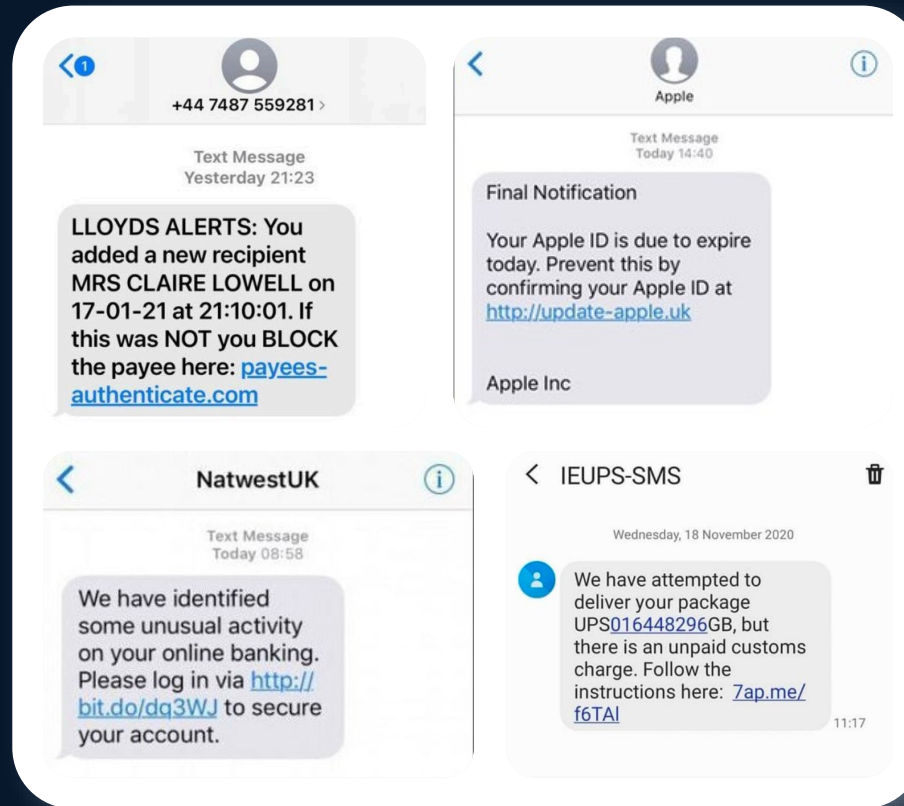 1
+44 7487 559281 >
Text Message
Yesterday 21:23
LLOYDS ALERTS: You
added a new recipient
MRS CLAIRE LOWELL on
17-01-21 at 21:10:01. If
this was NOT you BLOCK
the payee here: payees-
authenticate.com
Apple
Text Message
Today 14:40
Final Notification
Your Apple ID is due to expire
today. Prevent this by
confirming your Apple ID at
http://update-apple.uk
Apple Inc
NatwestUK
Text Message
Today 08:58
We have identified
some unusual activity
on your online banking.
Please log in via http://
bit.do/dq3WJ to secure
your account.
IEUPS-SMS
Wednesday, 18 November 2020
We have attempted to
deliver your package
UPS016448296GB, but
there is an unpaid customs
charge. Follow the
instructions here: 7ap.me/
f6TAl
11:17